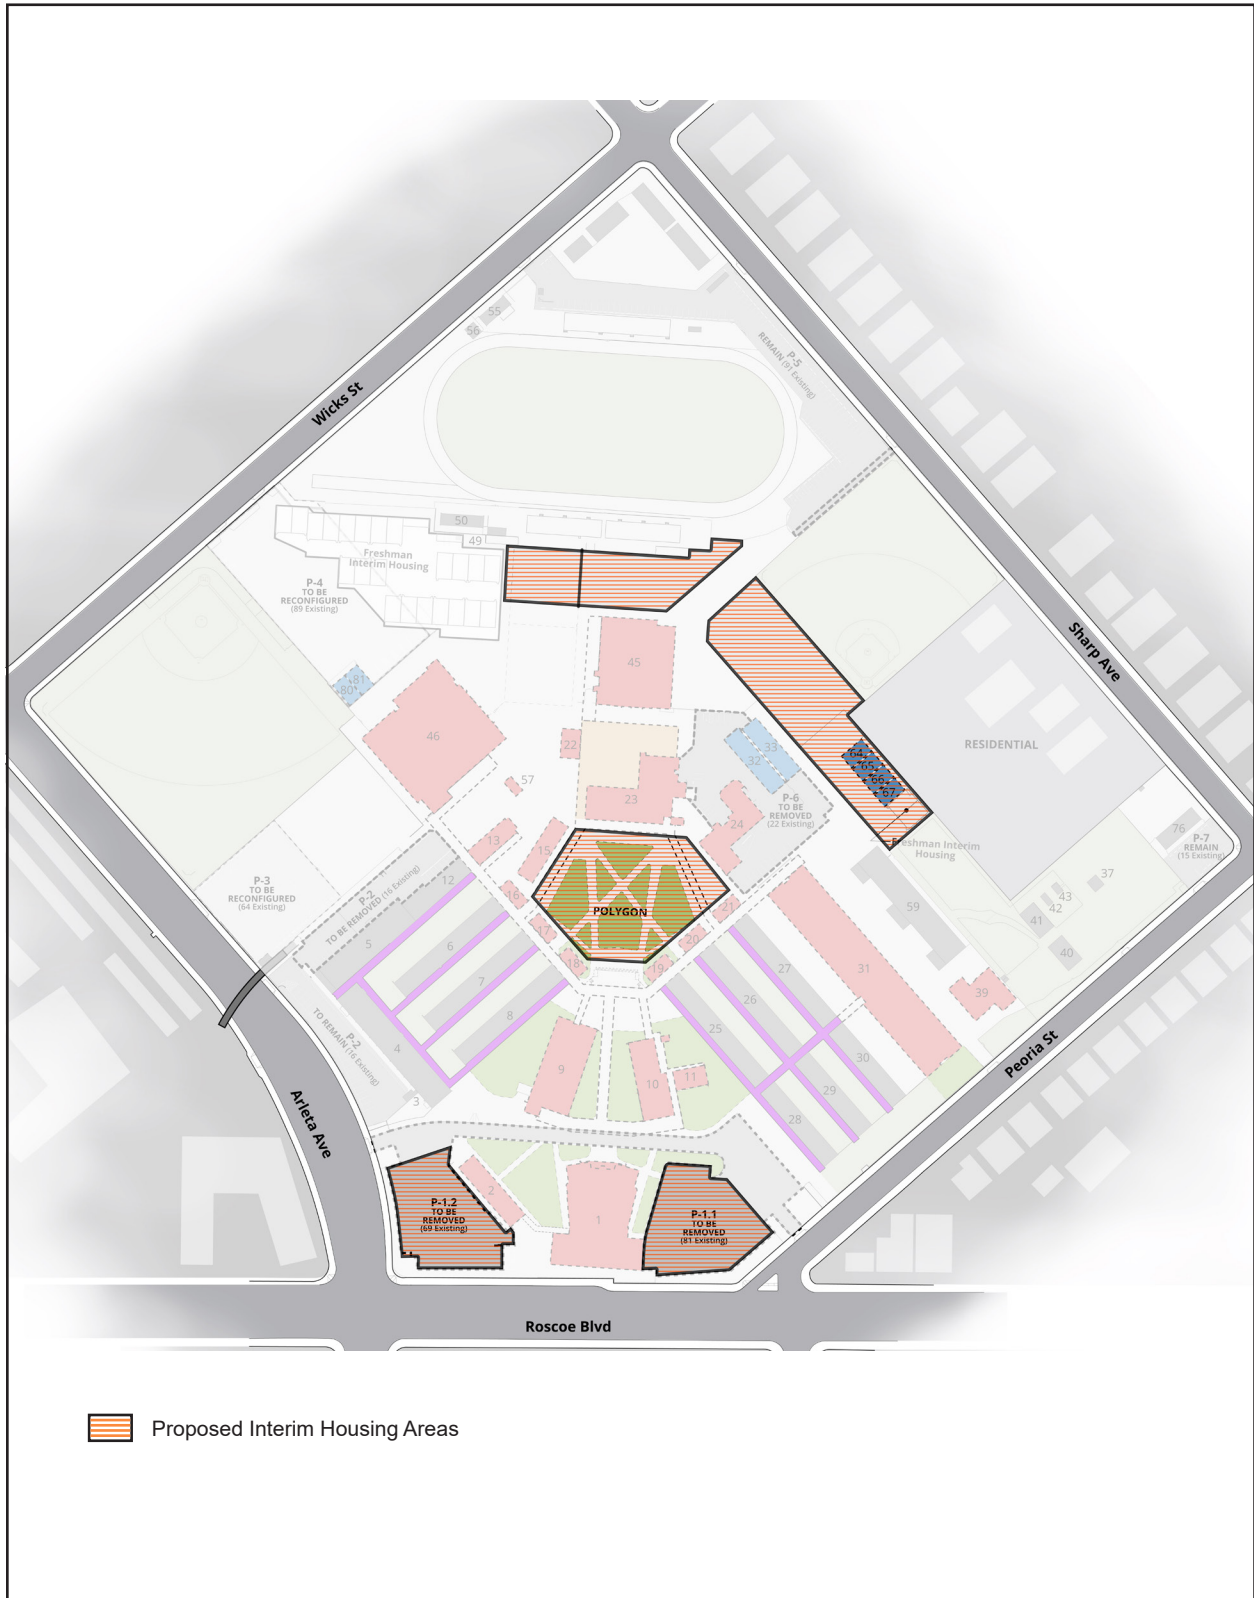 55
56
P-5
REMAIN (91 Existing)
Wicks St
50
49
Freshman
Interim Housing
P-4
TO BE
RECONFIGURED
(89 Existing)
45
Sharp Ave
81
80
46
22
33
32
RESIDENTIAL
64
65
66
67
57
23
P-6
TO BE
REMOVED
(22 Existing)
24
13
15
Freshman Interim
Housing
76
P-7
REMAIN
(15 Existing)
P-3
TO BE
RECONFIGURED
(64 Existing)
P-2
TO BE REMOVED (16 Existing)
12
16
POLYGON
21
59
37
43
42
41
40
5
6
17
20
27
31
7
18
19
26
39
8
25
P-2
TO REMAIN (16 Existing)
4
9
10
11
30
29
28
3
Peoria St
Arleta Ave
2
1
P-1.2
TO BE
REMOVED
(69 Existing)
P-1.1
TO BE
REMOVED
(81 Existing)
Roscoe Blvd
Proposed Interim Housing Areas